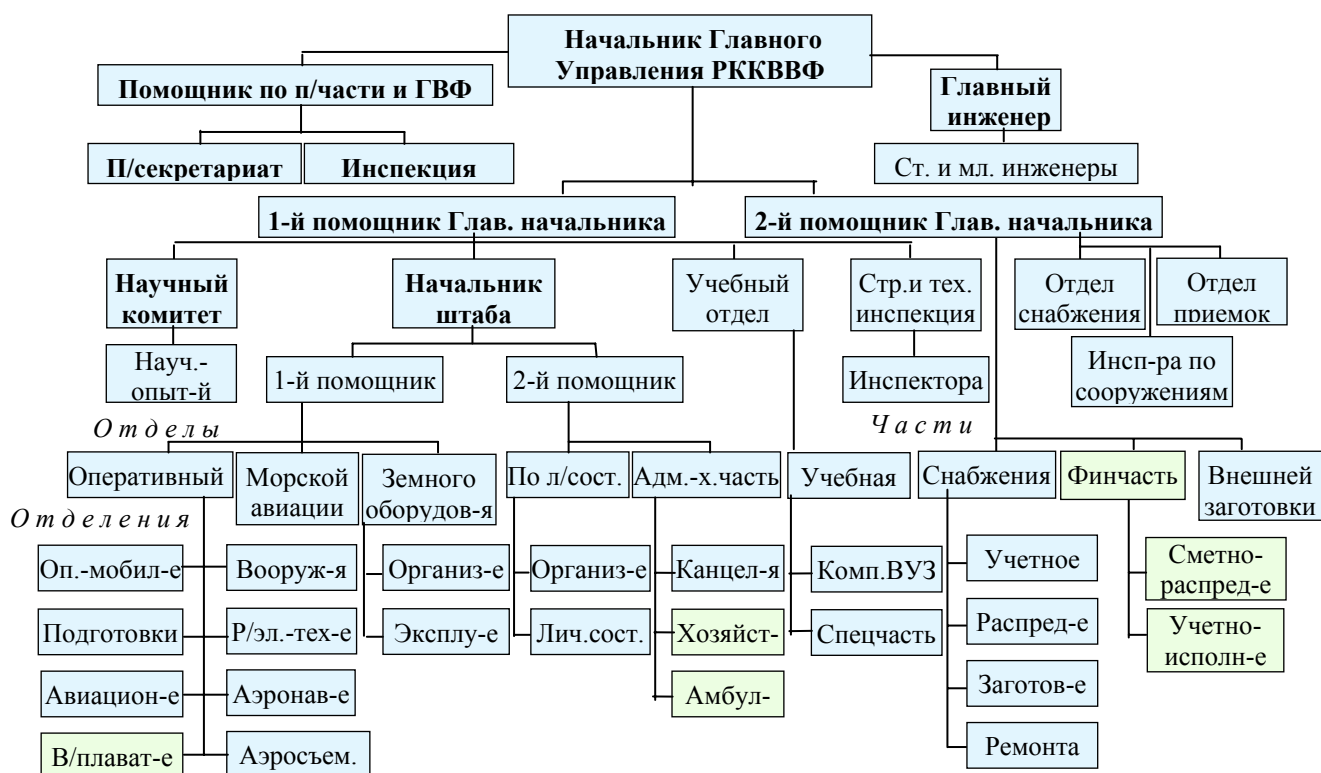 Начальник Главного
Управления РККВВФ
Помощник по п/части и ГВФ
Главный
инженер
П/секретариат
Инспекция
Ст. и мл. инженеры
1-й помощник Глав. начальника
2-й помощник Глав. начальника
Научный
комитет
Начальник
штаба
Учебный
отдел
Стр.и тех.
инспекция
Отдел
снабжения
Отдел
приемок
Науч.-
опыт-й
1-й помощник
2-й помощник
Инспектора
Инсп-ра по
сооружениям
Отделы
Части
Оперативный
Морской
авиации
Земного
оборудов-я
По л/сост.
Адм.-х.часть
Учебная
Снабжения
Финчасть
Внешней
заготовки
Отделения
Оп.-мобил-е
Вооруж-я
Организ-е
Организ-е
Канцел-я
Комп.ВУЗ
Учетное
Сметно-
распред-е
Подготовки
Р/эл.-тех-е
Эксплу-е
Лич.сост.
Хозяйст-
Спецчасть
Распред-е
Учетно-
исполн-е
Авиацион-е
Аэронав-е
Амбул-
Заготов-е
В/плават-е
Аэросъем.
Ремонта